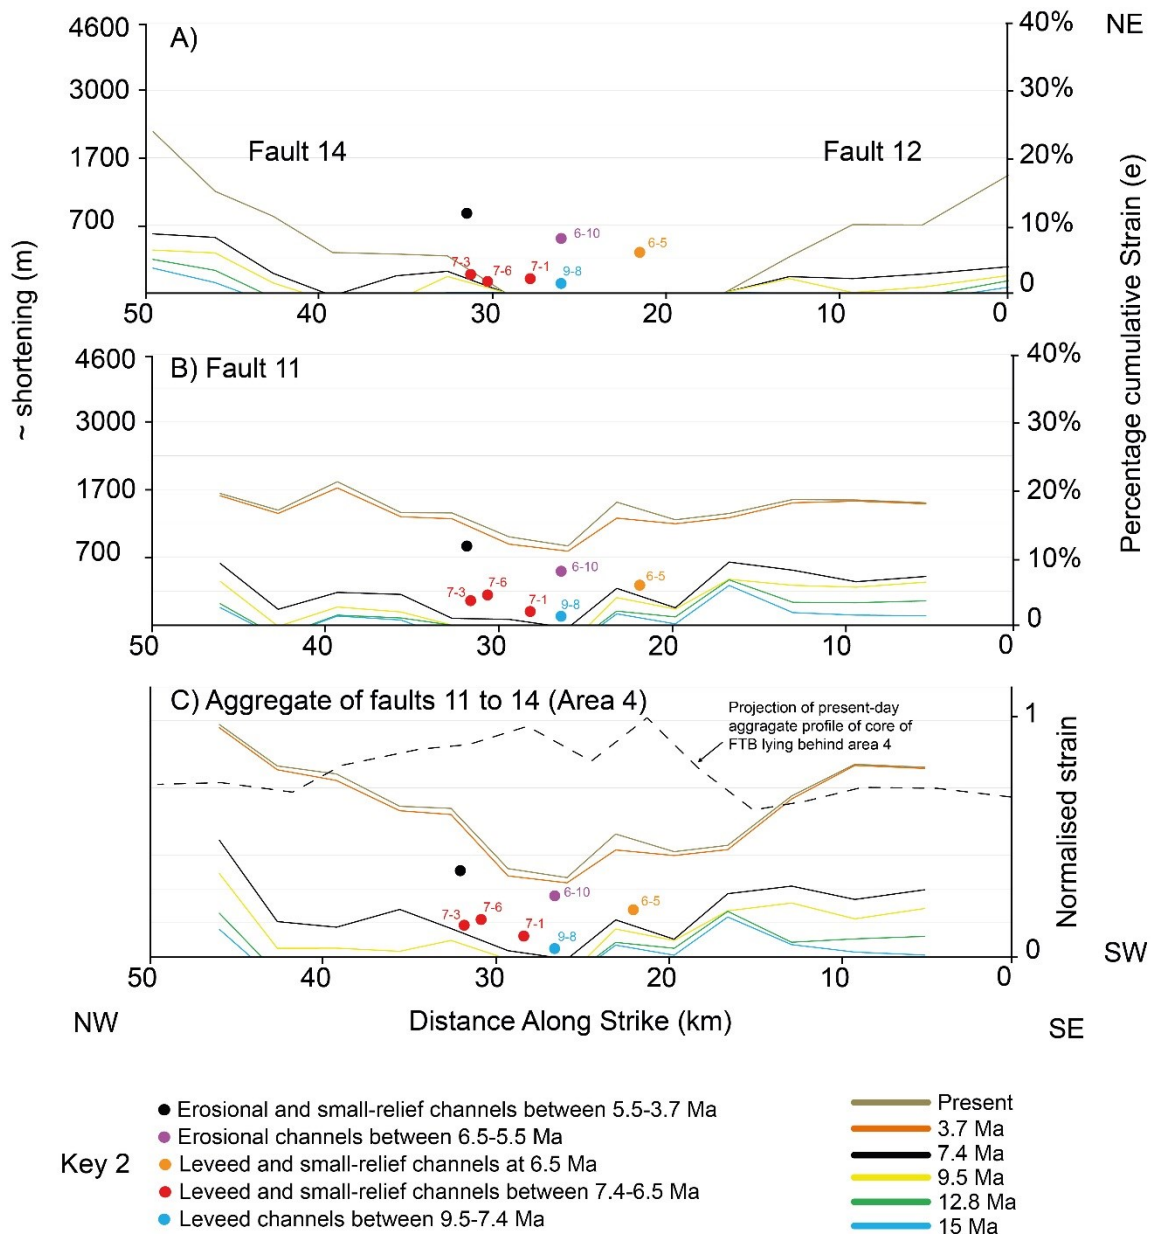 A)
NE
4600
3000
1700
700
40%
30%
20%
10%
0
Fault 14
Fault 12
6-10
6-5
7-3
7-6
7-1
9-8
50
40
30
20
10
0
~ shortening (m)
Percentage cumulative Strain (e)
B) Fault 11
4600
3000
1700
700
40%
30%
20%
10%
0
6-10
6-5
7-6
7-3
7-1
9-8
50
40
30
20
10
0
C) Aggregate of faults 11 to 14 (Area 4)
Projection of present-day
aggragate profile of core of
FTB lying behind area 4
1
0
Normalised strain
6-10
6-5
7-6
7-3
7-1
9-8
50
40
30
20
10
0
SW
NW
Distance Along Strike (km)
SE
Key 2
Erosional and small-relief channels between 5.5-3.7 Ma
Erosional channels between 6.5-5.5 Ma
Leveed and small-relief channels at 6.5 Ma
Leveed and small-relief channels between 7.4-6.5 Ma
Leveed channels between 9.5-7.4 Ma
Present
3.7 Ma
7.4 Ma
9.5 Ma
12.8 Ma
15 Ma